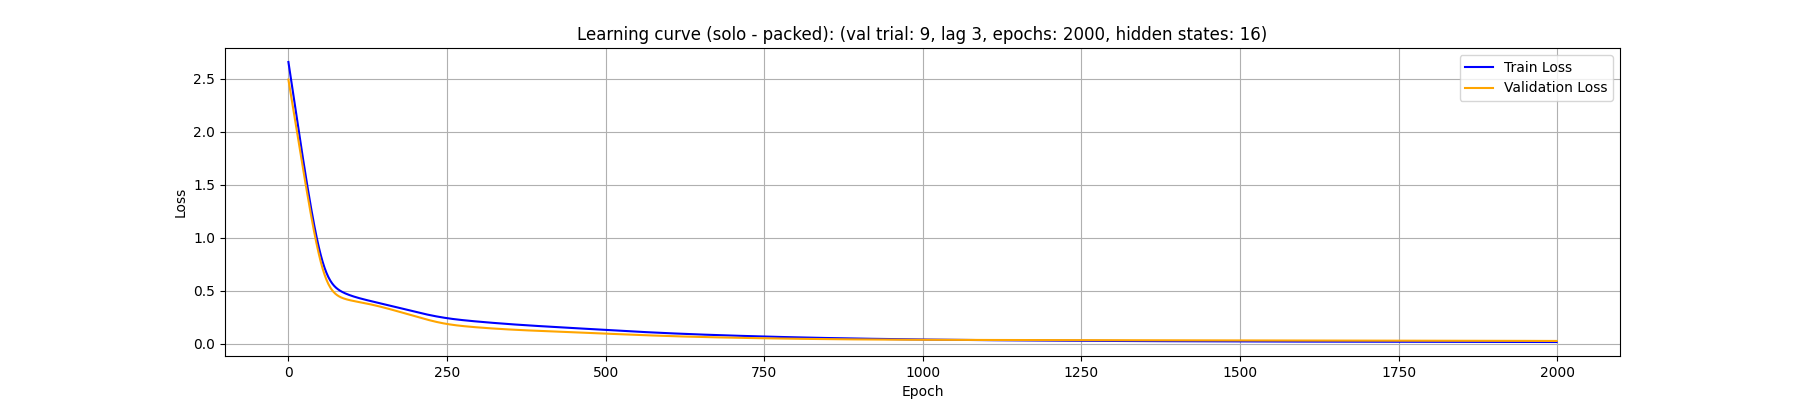 Learning curve (solo - packed): (val trial: 9, lag 3, epochs: 2000, hidden states: 16)
Train Loss
Validation Loss
2.5
2.0
1.5
1.0
0.5
0.0
Loss
0 250 500 750 1000 1250 1500 1750 2000
Epoch